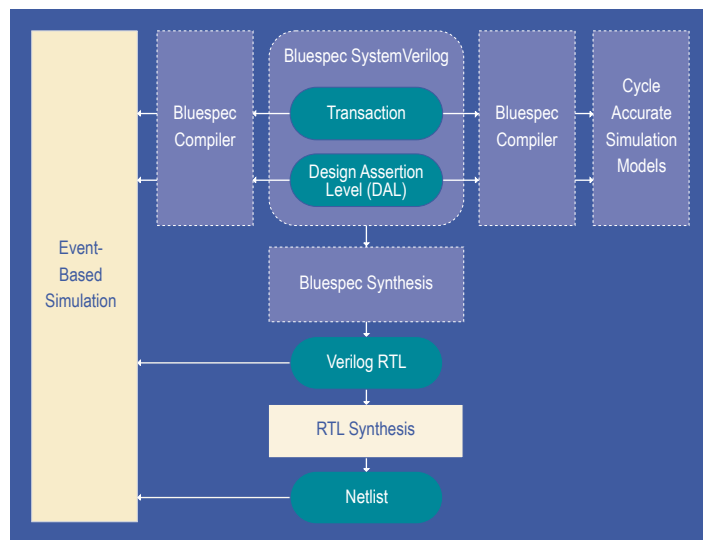 Bluespec SystemVerilog
Transaction
Design Assertion
Level (DAL)
Bluespec
Compiler
Bluespec
Compiler
Cycle
Accurate
Simulation
Models
Event-
Based
Simulation
Bluespec Synthesis
Verilog RTL
RTL Synthesis
Netlist